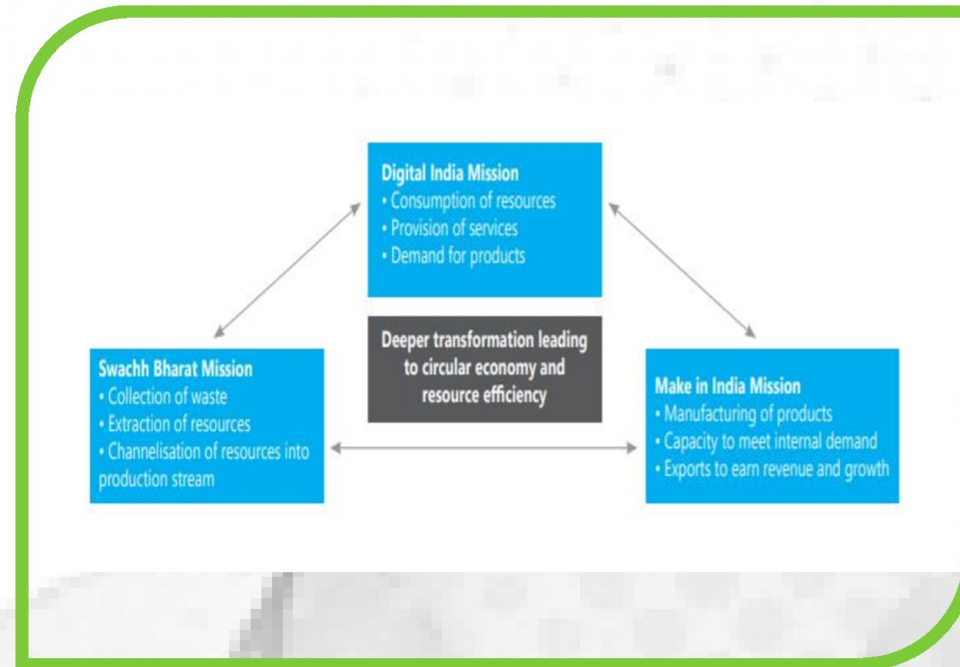 Digital India Mission
• Consumption of resources
• Provision of services
• Demand for products
Deeper transformation leading
to circular economy and
resource efficiency
Swachh Bharat Mission
• Collection of waste
• Extraction of resources
• Channelisation of resources into
production stream
Make in India Mission
• Manufacturing of products
• Capacity to meet internal demand
• Exports to earn revenue and growth